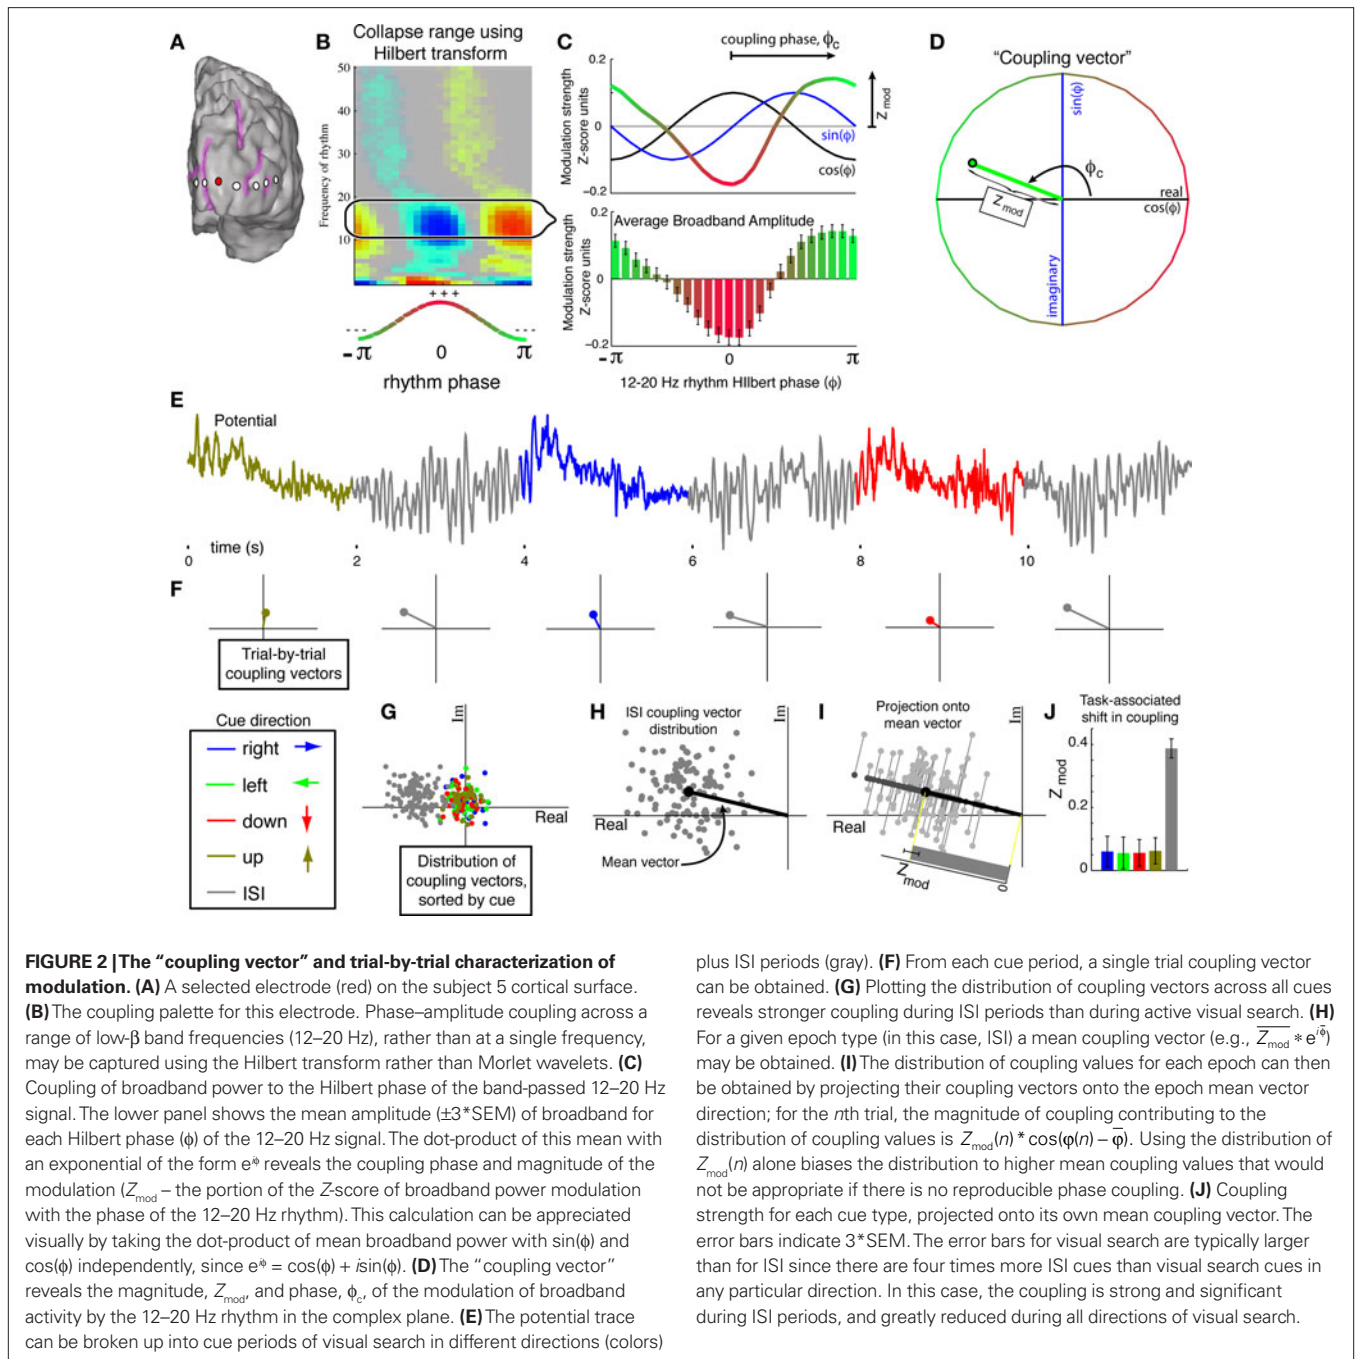 A
B
Collapse range using
Hilbert transform
50
40
30
20
10
Frequency of rhythm
+ + +
- - -
- - -
-π
0
π
rhythm phase
C
coupling phase, ϕc
0.2
0
−0.2
Modulation strength
Z-score units
Z mod
sin(ϕ)
cos(ϕ)
0.2
Average Broadband Amplitude
0
−0.2
Modulation strength
Z-score units
-π
0
π
12-20 Hz rhythm HIlbert phase (ϕ)
D
“Coupling vector”
sin(ϕ)
ϕc
Z mod
real
cos(ϕ)
imaginary
E
Potential
time (s)
0
2
4
6
8
10
F
Trial-by-trial
coupling vectors
Cue direction
right
left
down
up
ISI
G
Im
Real
Distribution of
coupling vectors,
sorted by cue
H
ISI coupling vector
distribution
Im
Real
Mean vector
I
Projection onto
mean vector
Im
Real
Zmod
0
J
Task-associated
shift in coupling
0.4
0.2
0
Z mod
FIGURE 2 | The “coupling vector” and trial-by-trial characterization of
modulation. (A) A selected electrode (red) on the subject 5 cortical surface.
(B) The coupling palette for this electrode. Phase–amplitude coupling across a
range of low-β band frequencies (12–20 Hz), rather than at a single frequency,
may be captured using the Hilbert transform rather than Morlet wavelets. (C)
Coupling of broadband power to the Hilbert phase of the band-passed 12–20 Hz
signal. The lower panel shows the mean amplitude (±3*SEM) of broadband for
each Hilbert phase (ϕ) of the 12–20 Hz signal. The dot-product of this mean with
an exponential of the form e^iϕ reveals the coupling phase and magnitude of the
modulation (Zmod – the portion of the Z-score of broadband power modulation
with the phase of the 12–20 Hz rhythm). This calculation can be appreciated
visually by taking the dot-product of mean broadband power with sin(ϕ) and
cos(ϕ) independently, since e^iϕ = cos(ϕ) + isin(ϕ). (D) The “coupling vector”
reveals the magnitude, Zmod, and phase, ϕc, of the modulation of broadband
activity by the 12–20 Hz rhythm in the complex plane. (E) The potential trace
can be broken up into cue periods of visual search in different directions (colors)
plus ISI periods (gray). (F) From each cue period, a single trial coupling vector
can be obtained. (G) Plotting the distribution of coupling vectors across all cues
reveals stronger coupling during ISI periods than during active visual search. (H)
For a given epoch type (in this case, ISI) a mean coupling vector (e.g., Z̅mod * e^iϕ̅)
may be obtained. (I) The distribution of coupling values for each epoch can then
be obtained by projecting their coupling vectors onto the epoch mean vector
direction; for the nth trial, the magnitude of coupling contributing to the
distribution of coupling values is Zmod(n) * cos(φ(n) – φ̅). Using the distribution of
Zmod(n) alone biases the distribution to higher mean coupling values that would
not be appropriate if there is no reproducible phase coupling. (J) Coupling
strength for each cue type, projected onto its own mean coupling vector. The
error bars indicate 3*SEM. The error bars for visual search are typically larger
than for ISI since there are four times more ISI cues than visual search cues in
any particular direction. In this case, the coupling is strong and significant
during ISI periods, and greatly reduced during all directions of visual search.